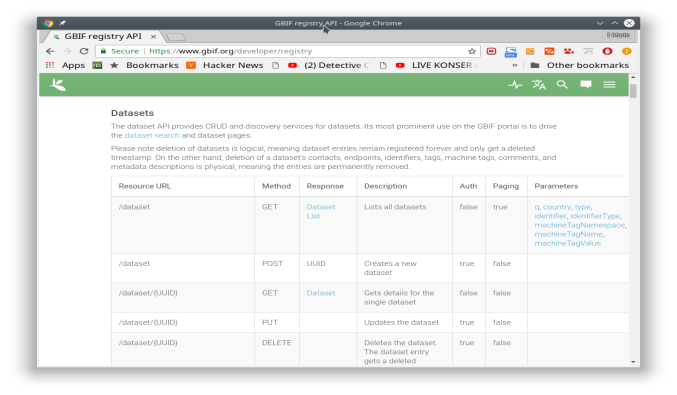 GBIF registry API - Google Chrome
GBIF registry API
Secure | https://www.gbif.org/developer/registry
Apps ★ Bookmarks Y Hacker News (2) Detective C LIVE KONSER » Other bookmarks
Datasets
The dataset API provides CRUD and discovery services for datasets. Its most prominent use on the GBIF portal is to drive
the dataset search and dataset pages.
Please note deletion of datasets is logical, meaning dataset entries remain registered forever and only get a deleted
timestamp. On the other hand, deletion of a dataset's contacts, endpoints, identifiers, tags, machine tags, comments, and
metadata descriptions is physical, meaning the entries are permanently removed.
Resource URL Method Response Description Auth Paging Parameters
/dataset GET Dataset Lists all datasets false true q, country, type,
List identifier, identifierType,
machineTagNamespace,
machineTagName,
machineTagValue
/dataset POST UUID Creates a new true false
dataset
/dataset/{UUID} GET Dataset Gets details for the false false
single dataset
/dataset/{UUID} PUT Updates the dataset true false
/dataset/{UUID} DELETE Deletes the dataset. true false
The dataset entry
gets a deleted